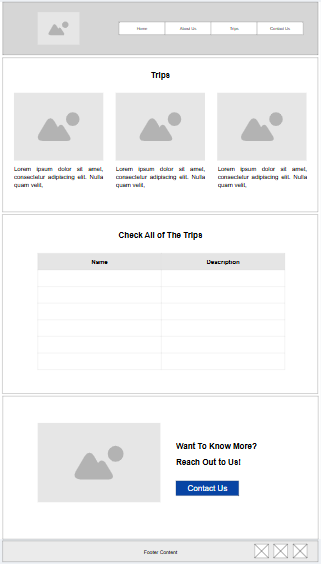 Home About Us Trips Contact Us
Trips
Lorem ipsum dolor sit amet, consectetur adipiscing elit. Nulla quam velit,
Lorem ipsum dolor sit amet, consectetur adipiscing elit. Nulla quam velit,
Lorem ipsum dolor sit amet, consectetur adipiscing elit. Nulla quam velit,
Check All of The Trips
Name Description
Want To Know More?
Reach Out to Us!
Contact Us
Footer Content